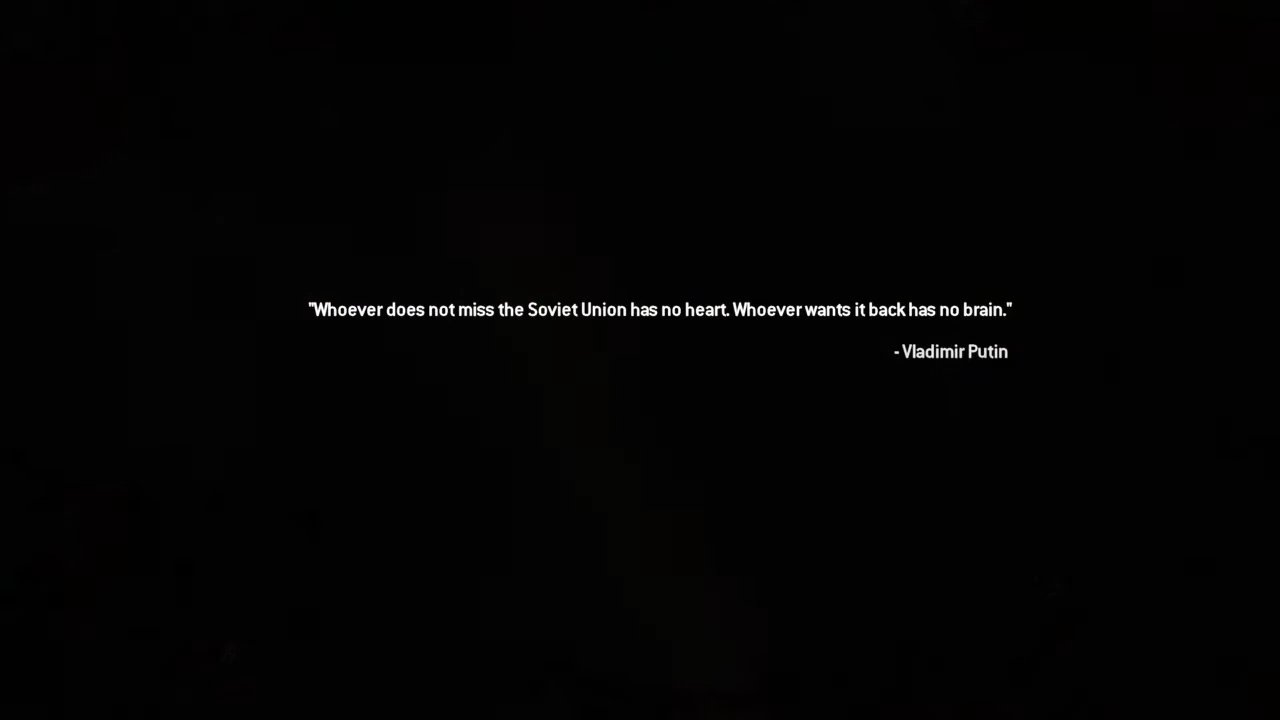 "Whoever does not miss the Soviet Union has no heart. Whoever wants it back has no brain."
- Vladimir Putin